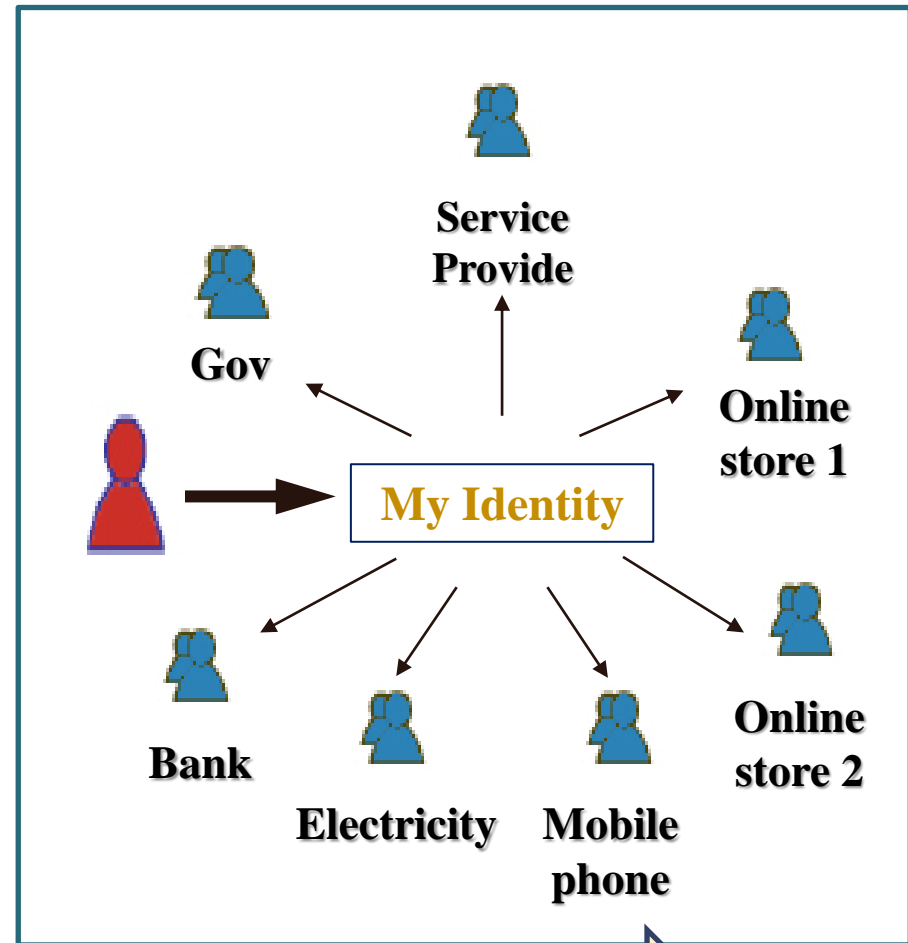 Service
Provide
Gov
Online
store 1
My Identity
Bank
Online
store 2
Electricity
Mobile
phone